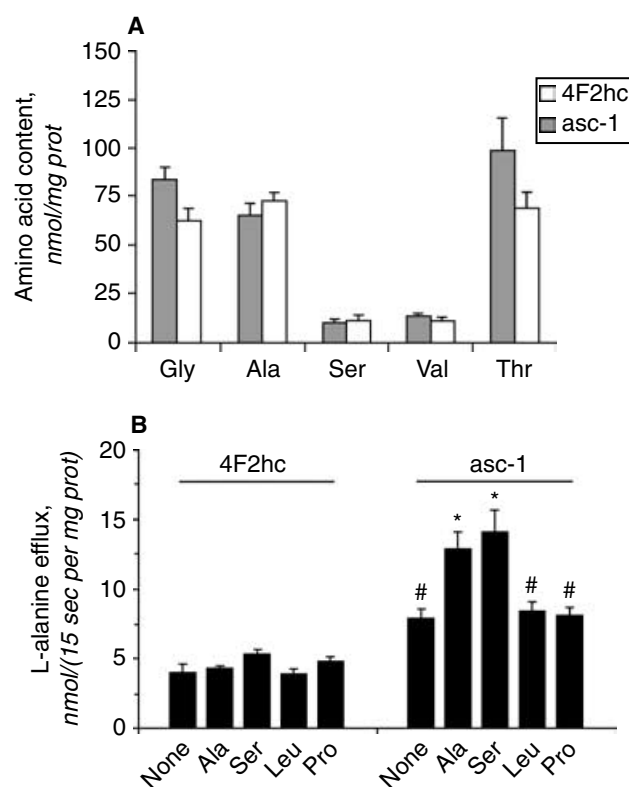 A
Amino acid content,
nmol/mg prot
150
125
100
75
50
25
0
4F2hc
asc-1
Gly Ala Ser Val Thr
B
L-alanine efflux,
nmol/(15 sec per mg prot)
20
15
10
5
0
4F2hc asc-1
# * * # #
None Ala Ser Leu Pro None Ala Ser Leu Pro